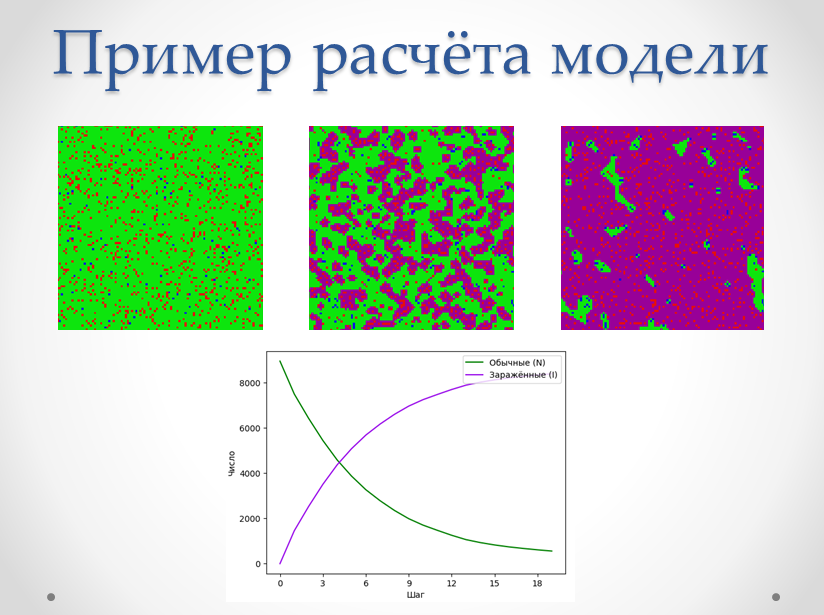 Пример расчёта модели
Обычные (N)
Заражённые (I)
8000
6000
4000
2000
0
Число
0 3 6 9 12 15 18
Шаг